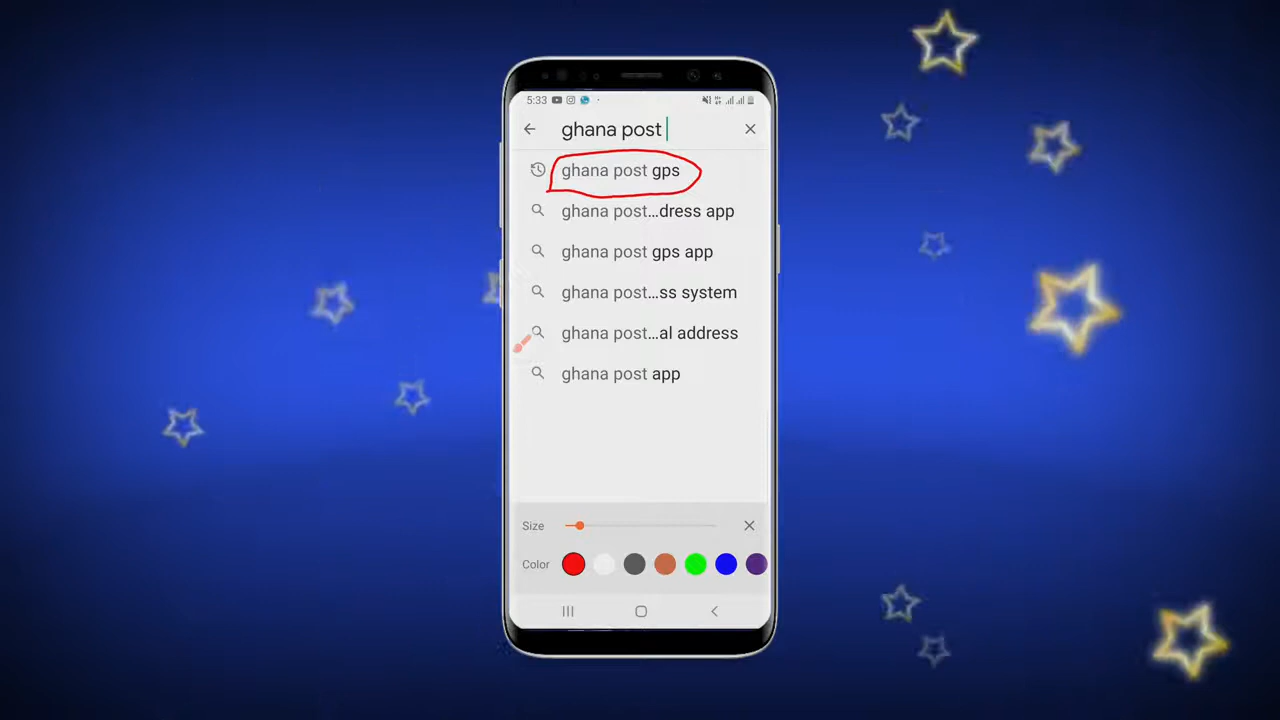 5:33
ghana post
ghana post gps
ghana post...dress app
ghana post gps app
ghana post...ss system
ghana post...al address
ghana post app
Size
Color